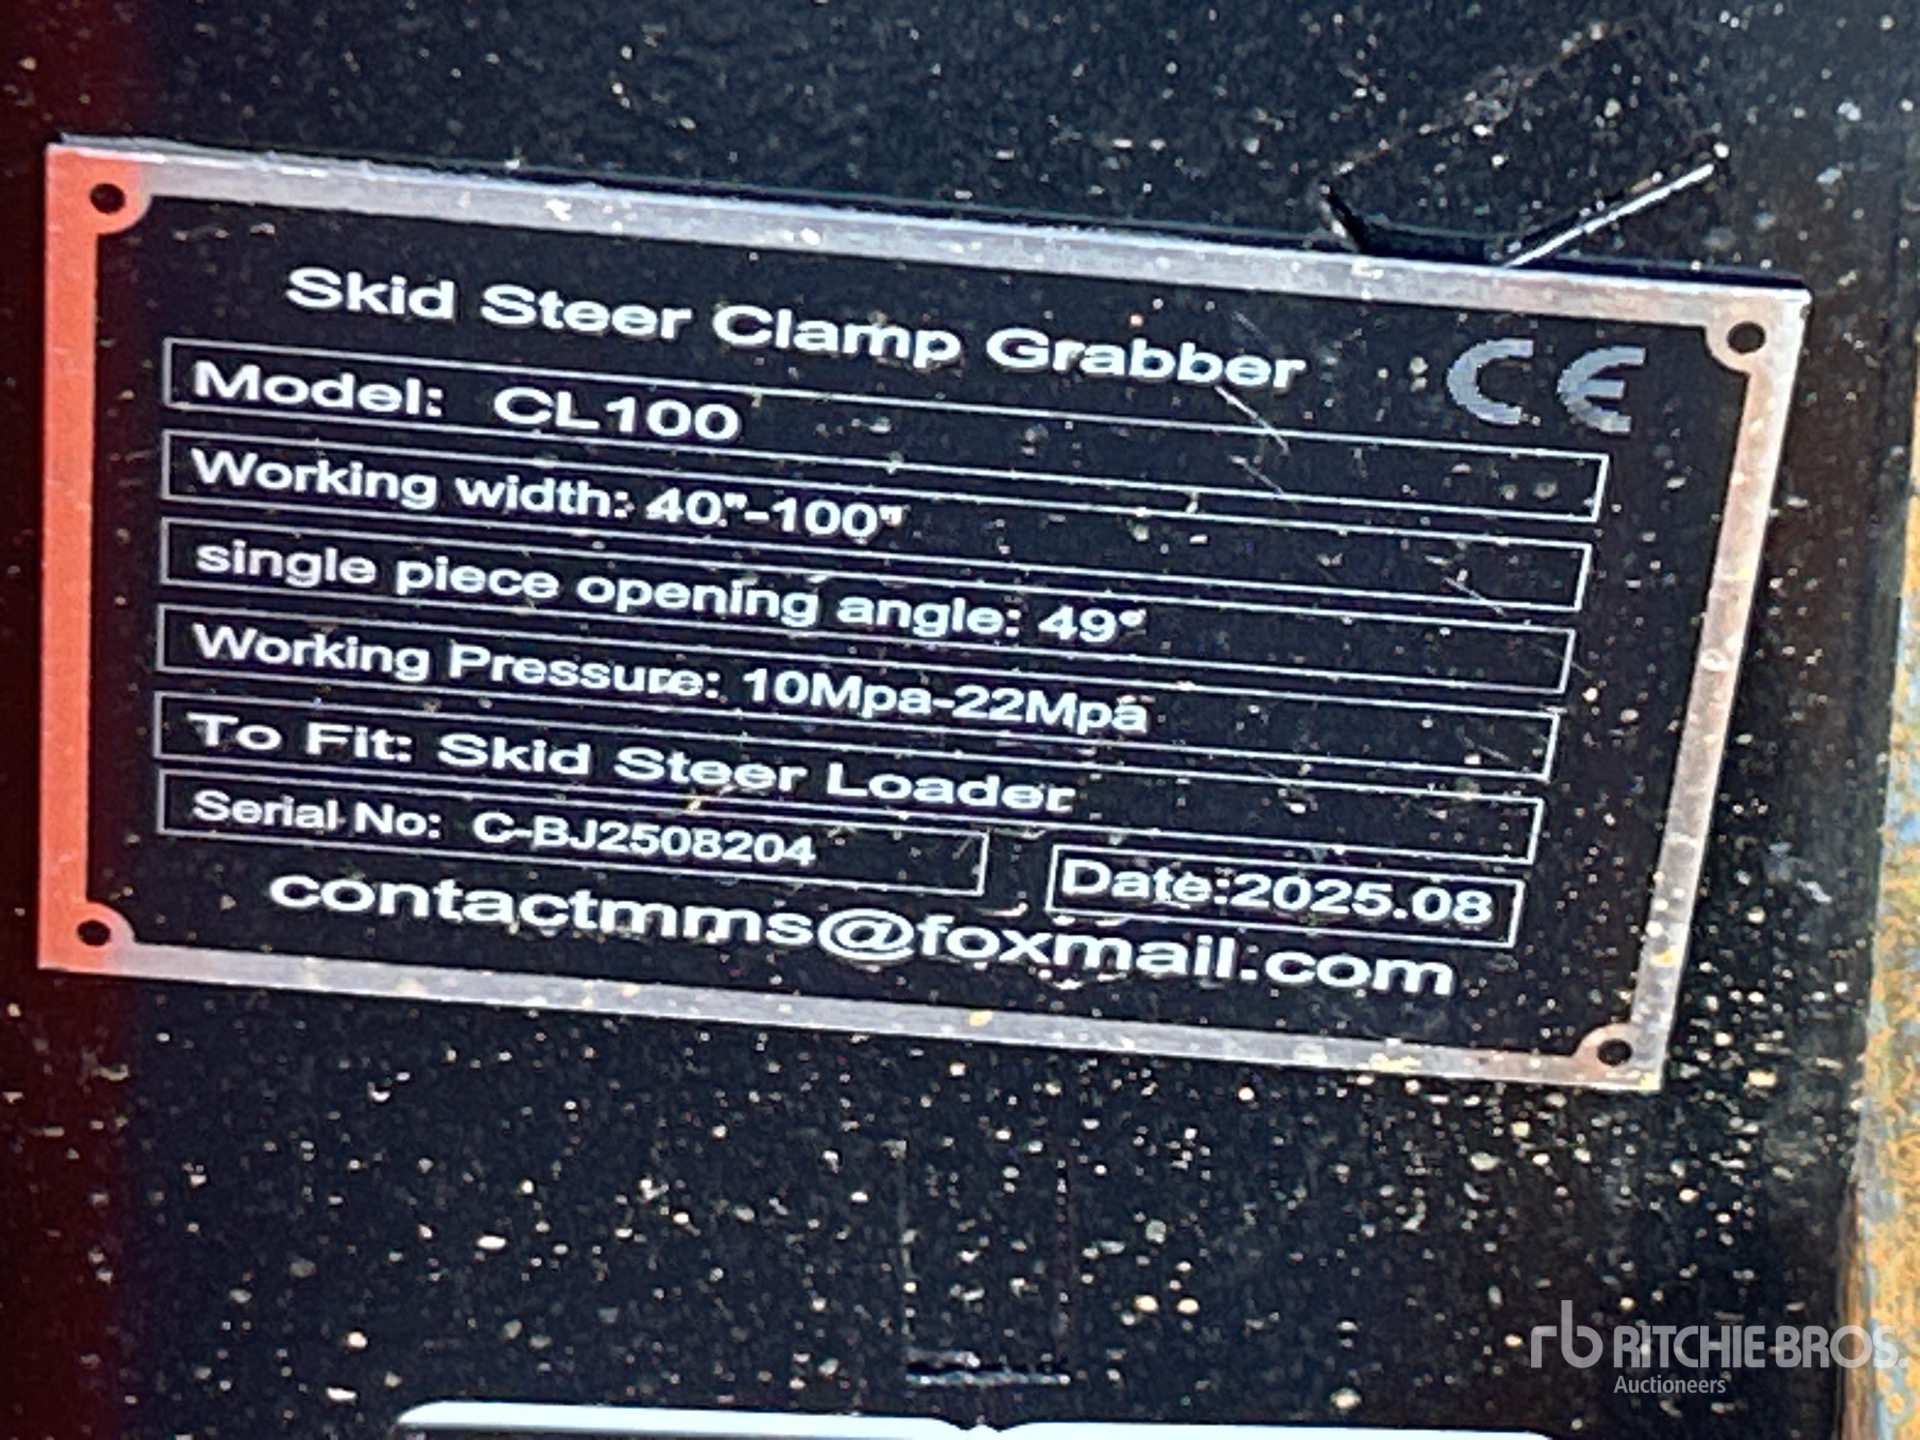 Skid Steer Clamp Grabber CE
Model: CL100
Working width: 40"-100"
single piece opening angle: 49°
Working Pressure: 10Mpa-22Mpa
To Fit: Skid Steer Loader
Serial No: C-BJ2508204
Date:2025.08
contactmms@foxmail.com
rb RITCHIE BROS.
Auctioneers